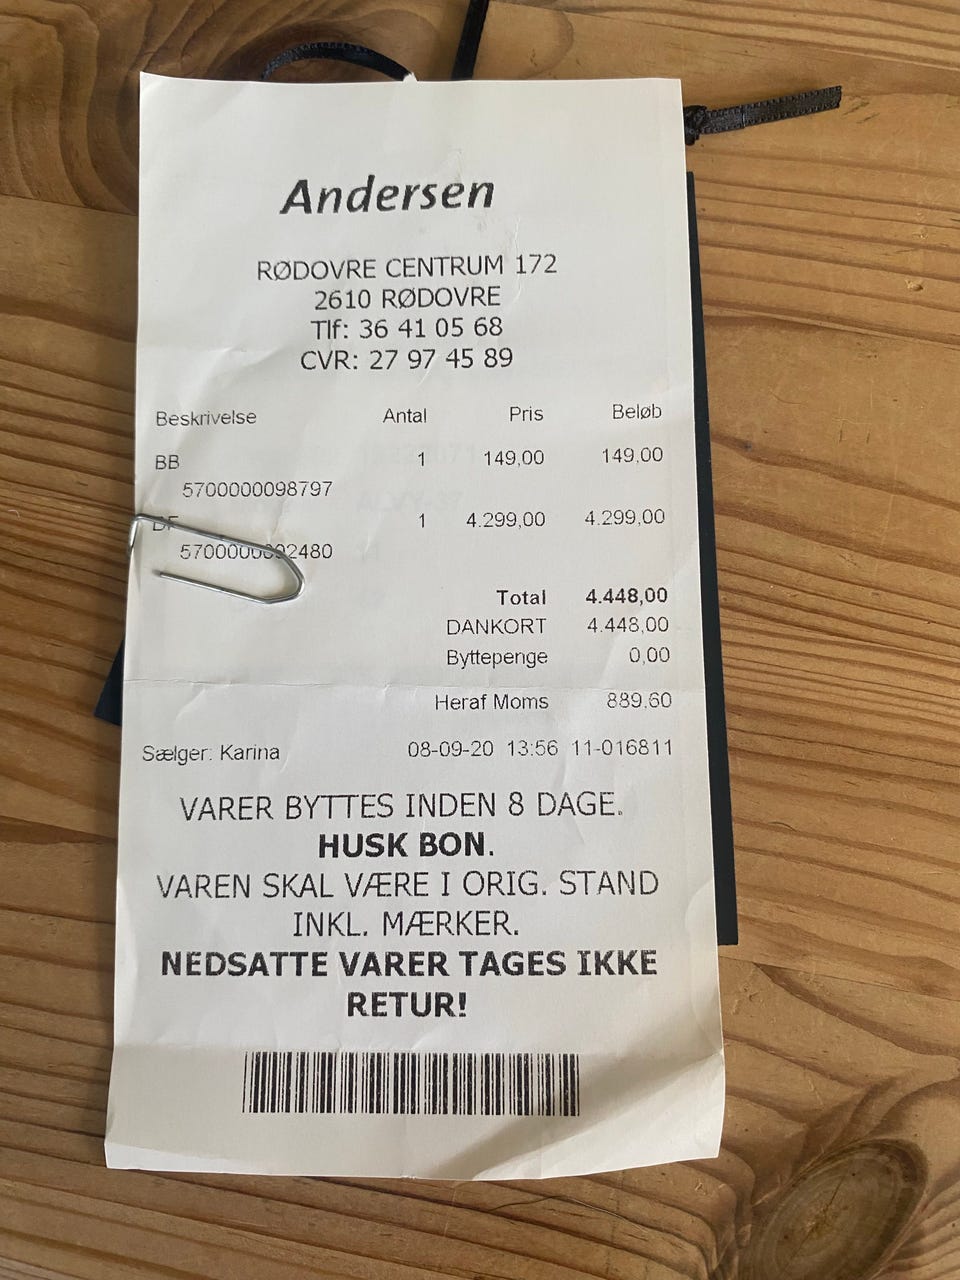 Andersen
RØDOVRE CENTRUM 172
2610 RØDOVRE
Tlf: 36 41 05 68
CVR: 27 97 45 89
Beskrivelse Antal Pris Beløb
BB 1 149,00 149,00
5700000098797
1 4.299,00 4.299,00
Total 4.448,00
DANKORT 4.448,00
Byttepenge 0,00
Heraf Moms 889,60
Sælger: Karina 08-09-20 13:56 11-016811
VARER BYTTES INDEN 8 DAGE.
HUSK BON.
VAREN SKAL VÆRE I ORIG. STAND
INKL. MÆRKER.
NEDSATTE VARER TAGES IKKE
RETUR!